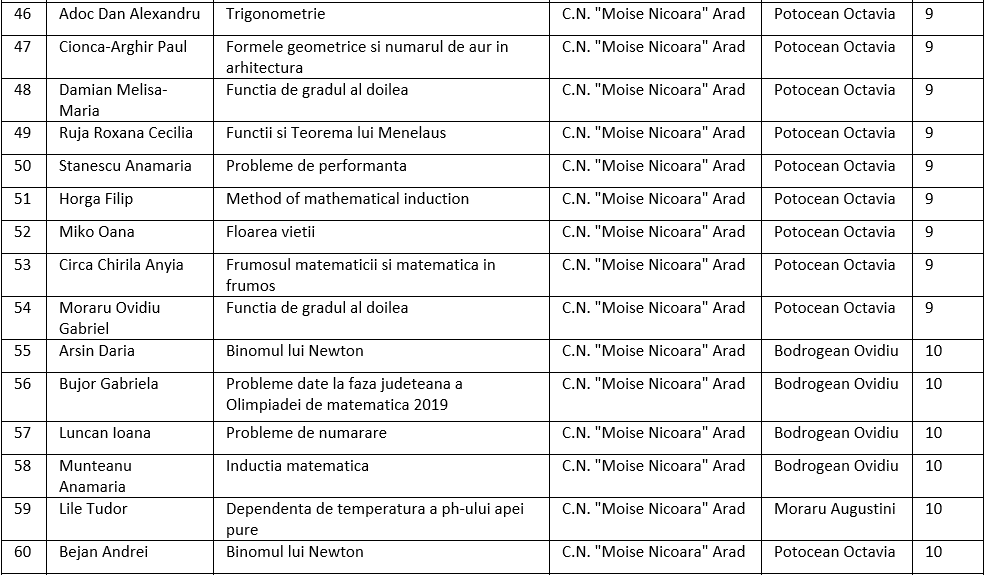 46 Adoc Dan Alexandru Trigonometrie C.N. "Moise Nicoara" Arad Potocean Octavia 9
47 Cionca-Arghir Paul Formele geometrice si numarul de aur in C.N. "Moise Nicoara" Arad Potocean Octavia 9
arhitectura
48 Damian Melisa- Functia de gradul al doilea C.N. "Moise Nicoara" Arad Potocean Octavia 9
Maria
49 Ruja Roxana Cecilia Functii si Teorema lui Menelaus C.N. "Moise Nicoara" Arad Potocean Octavia 9
50 Stanescu Anamaria Probleme de performanta C.N. "Moise Nicoara" Arad Potocean Octavia 9
51 Horga Filip Method of mathematical induction C.N. "Moise Nicoara" Arad Potocean Octavia 9
52 Miko Oana Floarea vietii C.N. "Moise Nicoara" Arad Potocean Octavia 9
53 Circa Chirila Anyia Frumosul matematicii si matematica in C.N. "Moise Nicoara" Arad Potocean Octavia 9
frumos
54 Moraru Ovidiu Functia de gradul al doilea C.N. "Moise Nicoara" Arad Potocean Octavia 9
Gabriel
55 Arsin Daria Binomul lui Newton C.N. "Moise Nicoara" Arad Bodrogean Ovidiu 10
56 Bujor Gabriela Probleme date la faza judeteana a C.N. "Moise Nicoara" Arad Bodrogean Ovidiu 10
Olimpiadei de matematica 2019
57 Luncan Ioana Probleme de numarare C.N. "Moise Nicoara" Arad Bodrogean Ovidiu 10
58 Munteanu Inductia matematica C.N. "Moise Nicoara" Arad Bodrogean Ovidiu 10
Anamaria
59 Lile Tudor Dependenta de temperatura a ph-ului apei C.N. "Moise Nicoara" Arad Moraru Augustini 10
pure
60 Bejan Andrei Binomul lui Newton C.N. "Moise Nicoara" Arad Potocean Octavia 10